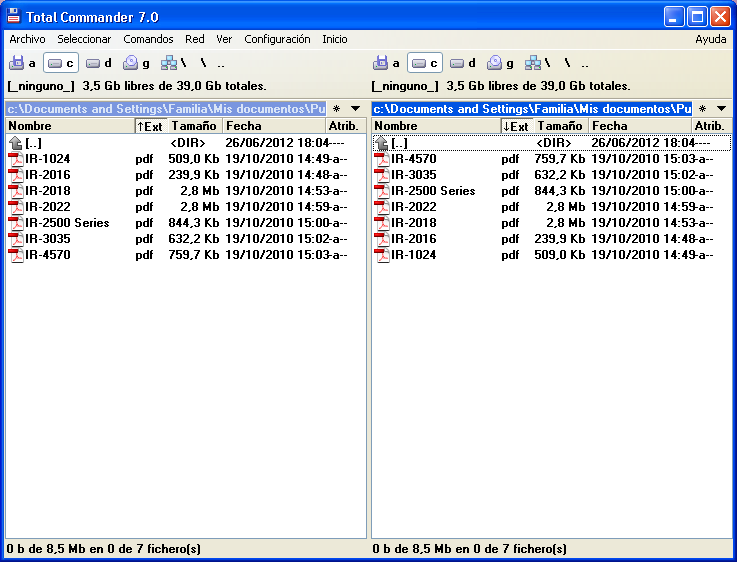 Total Commander 7.0
Archivo Seleccionar Comandos Red Ver Configuración Inicio Ayuda
a c d g \ \ .. a c d g \ \ ..
[_ninguno_] 3,5 Gb libres de 39,0 Gb totales. [_ninguno_] 3,5 Gb libres de 39,0 Gb totales.
c:\Documents and Settings\Familia\Mis documentos\Pu * c:\Documents and Settings\Familia\Mis documentos\Pu *
Nombre ↑Ext Tamaño Fecha Atrib. Nombre ↓Ext Tamaño Fecha Atrib.
[..] <DIR> 26/06/2012 18:04---- [..] <DIR> 26/06/2012 18:04----
IR-1024 pdf 509,0 Kb 19/10/2010 14:49-a-- IR-4570 pdf 759,7 Kb 19/10/2010 15:03-a--
IR-2016 pdf 239,9 Kb 19/10/2010 14:48-a-- IR-3035 pdf 632,2 Kb 19/10/2010 15:02-a--
IR-2018 pdf 2,8 Mb 19/10/2010 14:53-a-- IR-2500 Series pdf 844,3 Kb 19/10/2010 15:00-a--
IR-2022 pdf 2,8 Mb 19/10/2010 14:59-a-- IR-2022 pdf 2,8 Mb 19/10/2010 14:59-a--
IR-2500 Series pdf 844,3 Kb 19/10/2010 15:00-a-- IR-2018 pdf 2,8 Mb 19/10/2010 14:53-a--
IR-3035 pdf 632,2 Kb 19/10/2010 15:02-a-- IR-2016 pdf 239,9 Kb 19/10/2010 14:48-a--
IR-4570 pdf 759,7 Kb 19/10/2010 15:03-a-- IR-1024 pdf 509,0 Kb 19/10/2010 14:49-a--
0 b de 8,5 Mb en 0 de 7 fichero(s) 0 b de 8,5 Mb en 0 de 7 fichero(s)